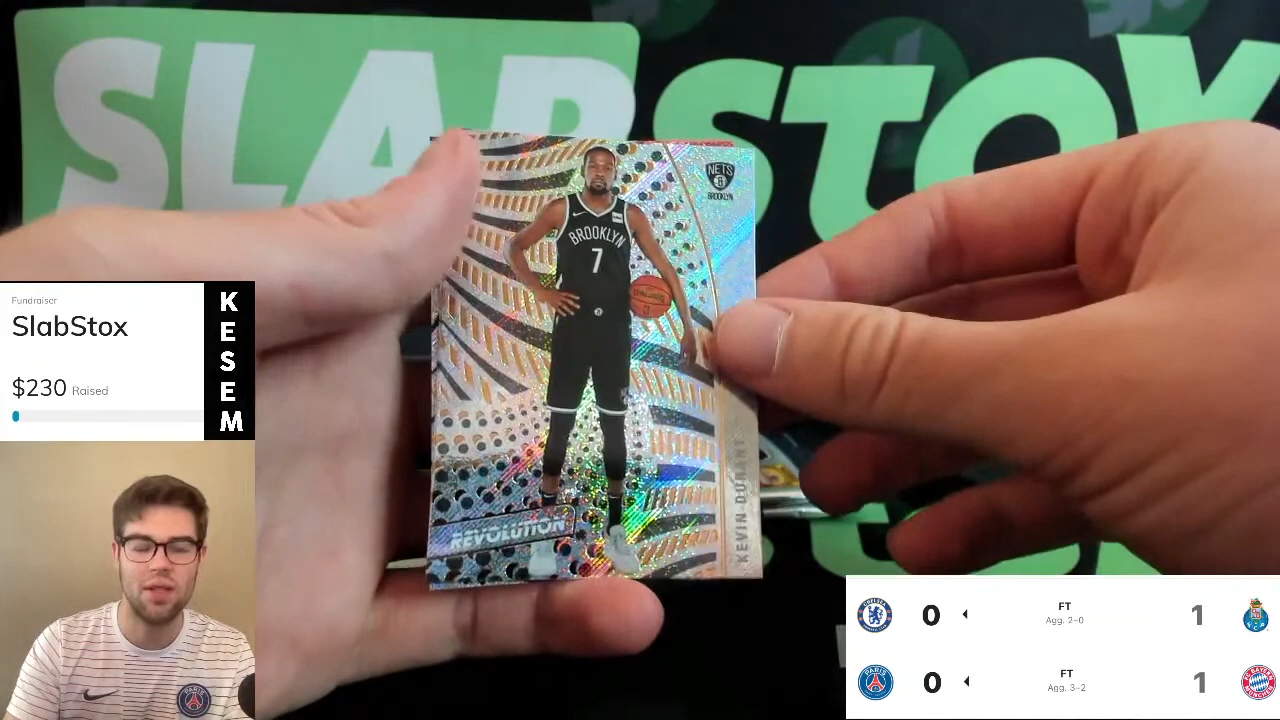 SLABSTOX
NETS
BROOKLYN
BROOKLYN
7
KEVIN DURANT
REVOLUTION
Fundraiser
SlabStox
$230 Raised
KESEM
0 FT 1
Agg. 2-0
0 FT 1
Agg. 3-2